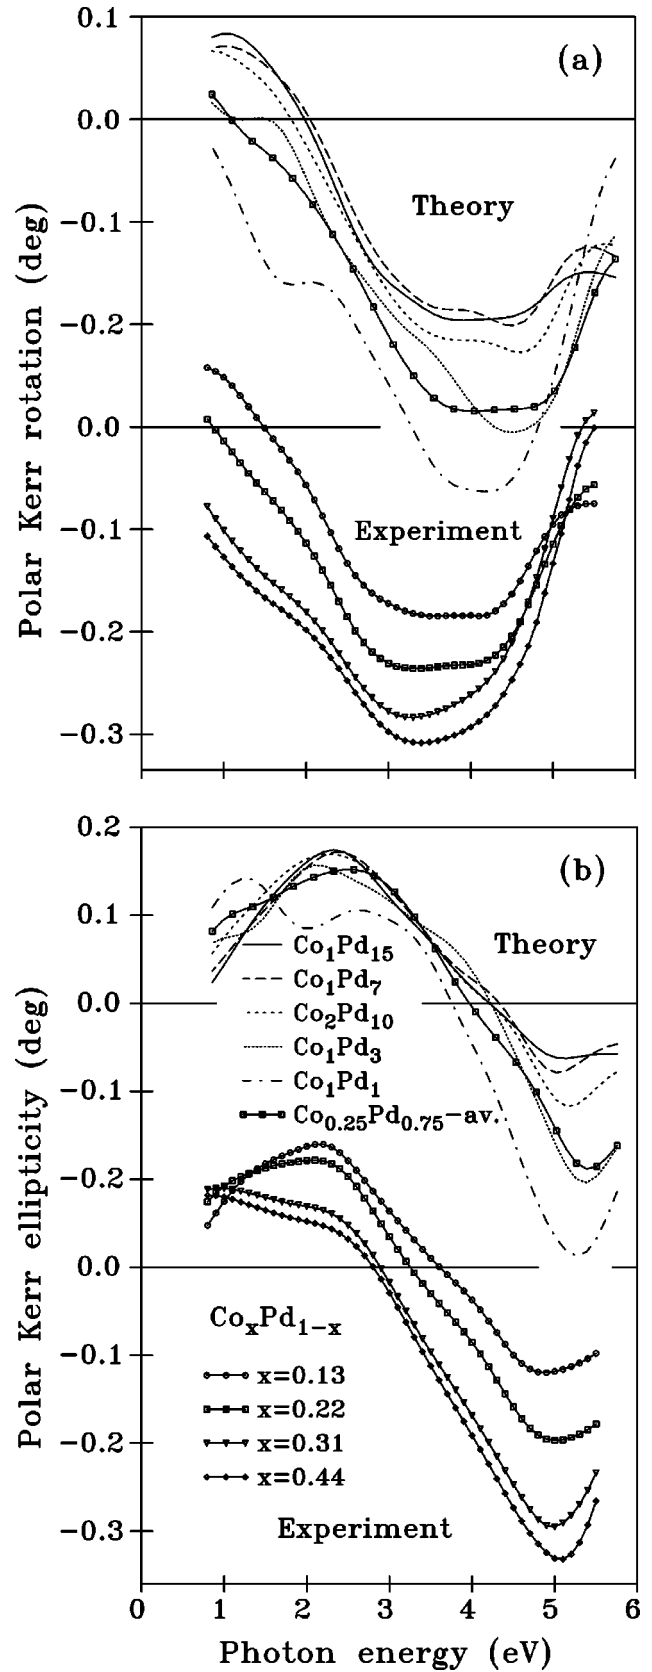 0.1
(a)
0.0
Theory
−0.1
−0.2
0.0
Experiment
−0.1
−0.2
−0.3
Polar Kerr rotation (deg)
0.2
(b)
0.1
Theory
Co1Pd15
Co1Pd7
0.0
Co2Pd10
Co1Pd3
Co1Pd1
−0.1
Co0.25Pd0.75−av.
−0.2
0.0
CoxPd1−x
−0.1
x=0.13
x=0.22
−0.2
x=0.31
x=0.44
−0.3
Experiment
Polar Kerr ellipticity (deg)
0 1 2 3 4 5 6
Photon energy (eV)